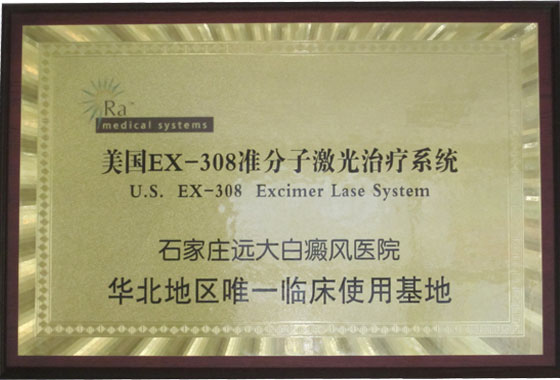 Ra™
medical systems
美国EX-308准分子激光治疗系统
U.S. EX-308 Excimer Lase System
石家庄远大白癜风医院
华北地区唯一临床使用基地